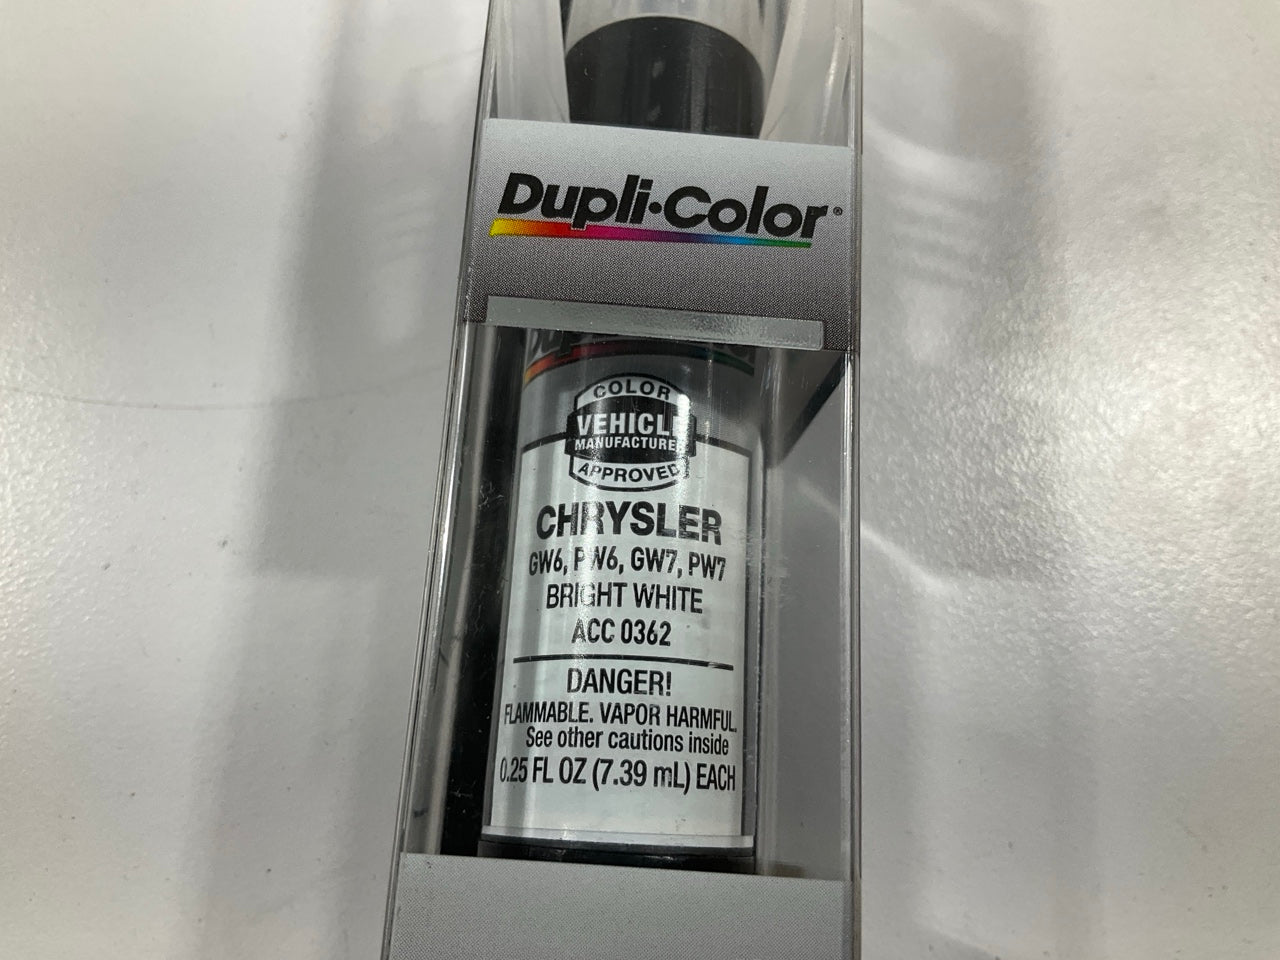 Dupli•Color®
COLOR
VEHICLE
MANUFACTURER
APPROVED
CHRYSLER
GW6, PW6, GW7, PW7
BRIGHT WHITE
ACC 0362
DANGER!
FLAMMABLE. VAPOR HARMFUL.
See other cautions inside
0.25 FL OZ (7.39 mL) EACH